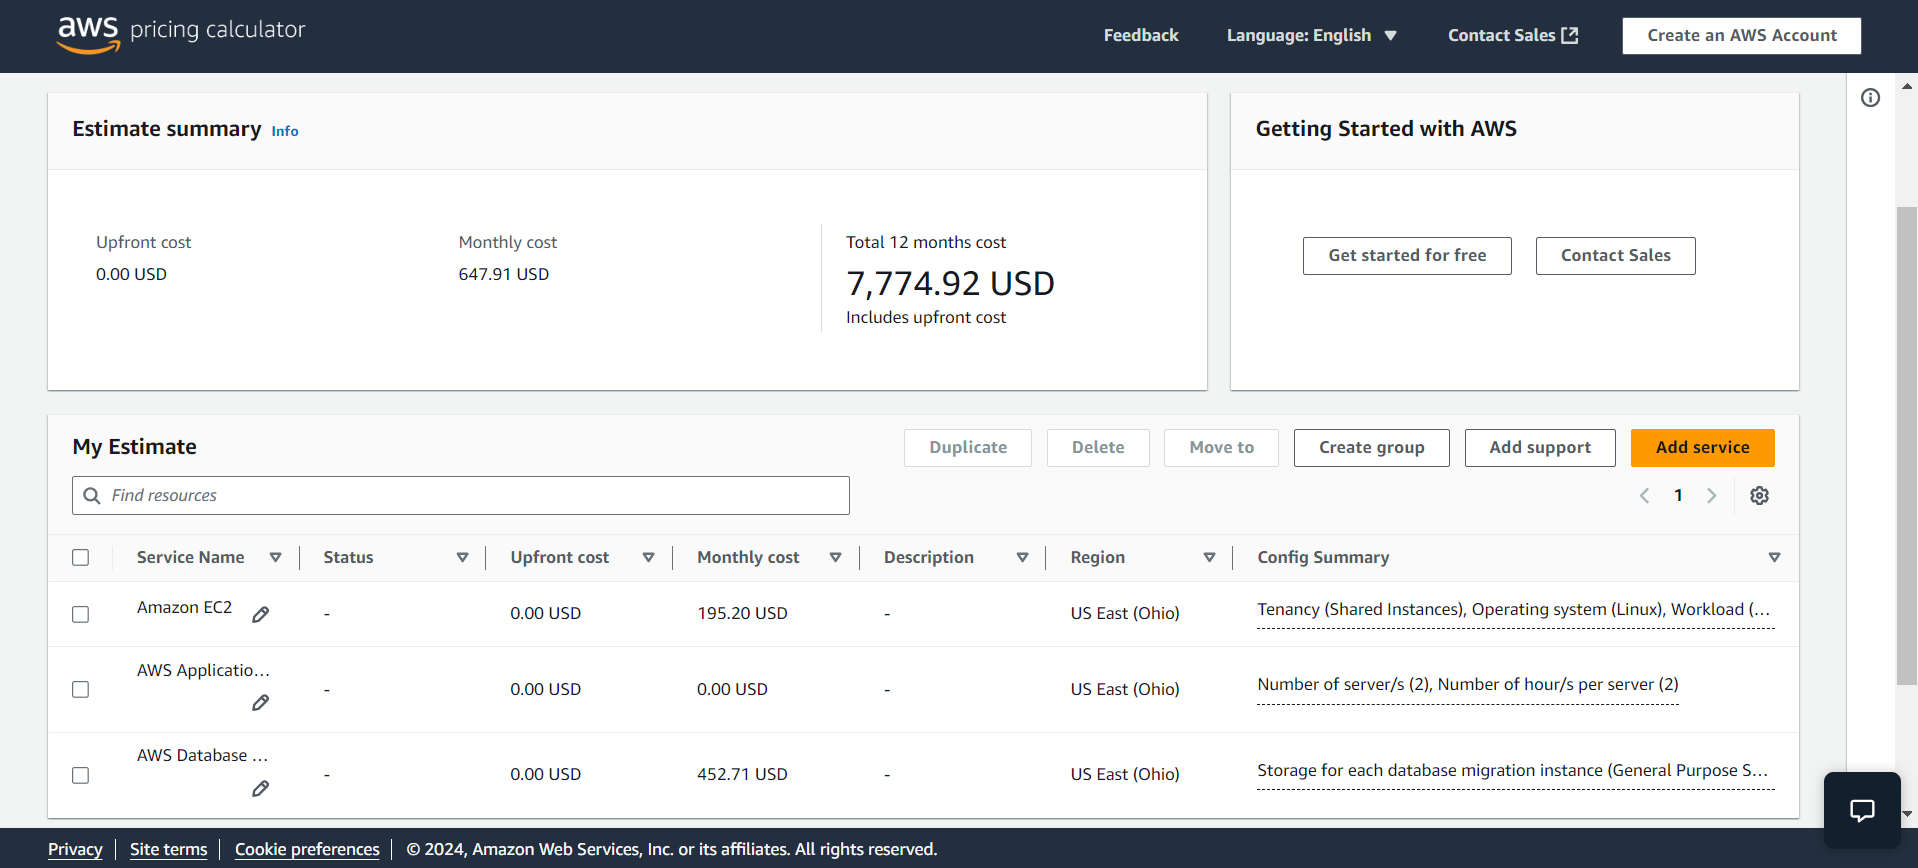 aws pricing calculator
Feedback
Language: English
Contact Sales
Create an AWS Account
Estimate summary Info
Upfront cost
0.00 USD
Monthly cost
647.91 USD
Total 12 months cost
7,774.92 USD
Includes upfront cost
Getting Started with AWS
Get started for free
Contact Sales
My Estimate
Duplicate
Delete
Move to
Create group
Add support
Add service
Find resources
1
Service Name Status Upfront cost Monthly cost Description Region Config Summary
Amazon EC2 - 0.00 USD 195.20 USD - US East (Ohio) Tenancy (Shared Instances), Operating system (Linux), Workload (...
AWS Applicatio... - 0.00 USD 0.00 USD - US East (Ohio) Number of server/s (2), Number of hour/s per server (2)
AWS Database ... - 0.00 USD 452.71 USD - US East (Ohio) Storage for each database migration instance (General Purpose S...
Privacy Site terms Cookie preferences © 2024, Amazon Web Services, Inc. or its affiliates. All rights reserved.